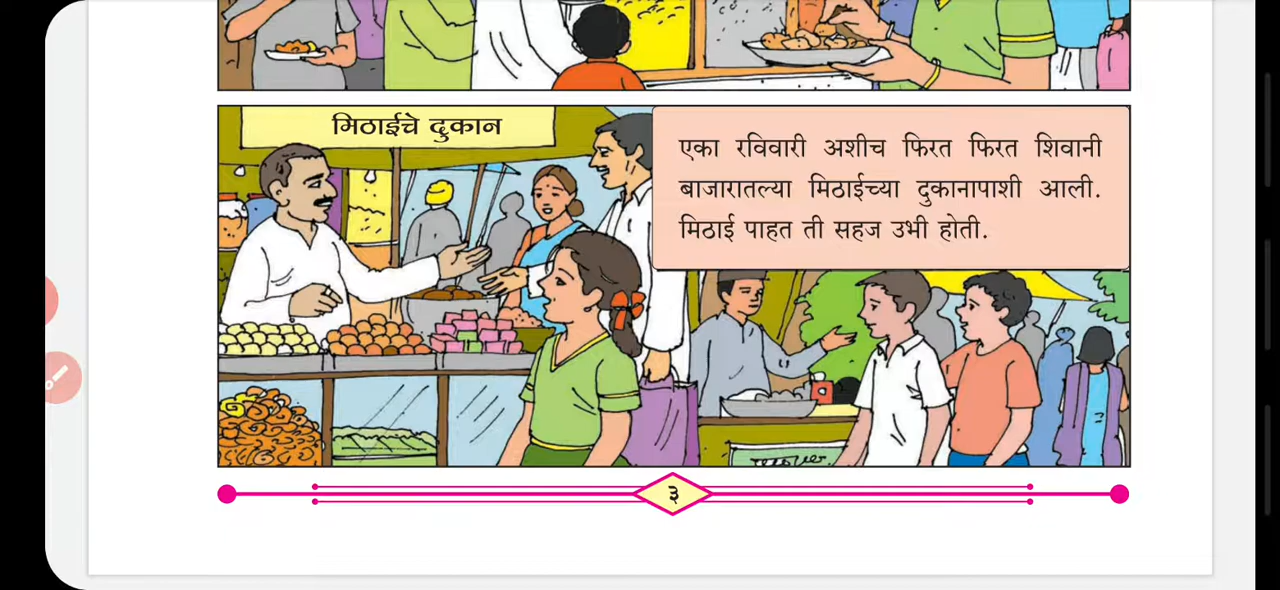 मिठाईचे दुकान
एका रविवारी अशीच फिरत फिरत शिवानी
बाजारातल्या मिठाईच्या दुकानापाशी आली.
मिठाई पाहत ती सहज उभी होती.
३